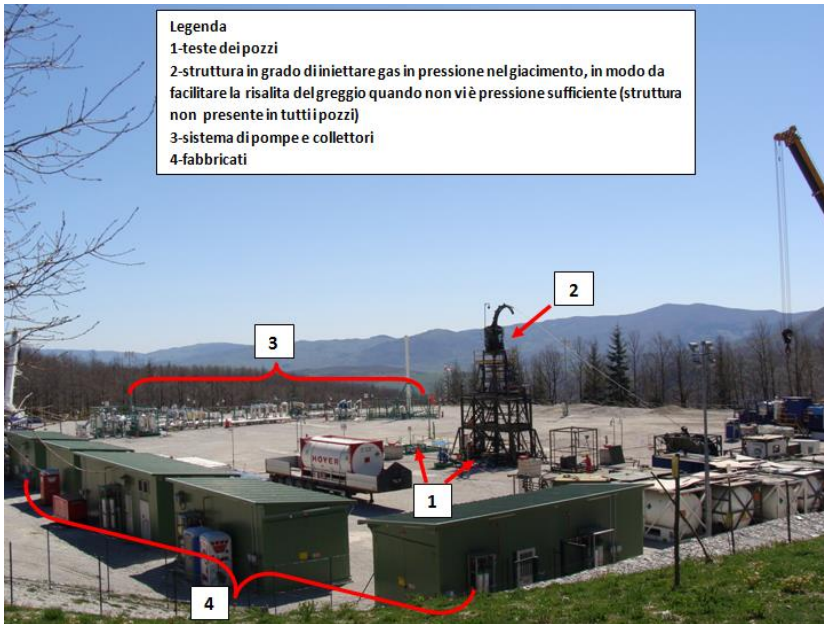 Legenda
1-teste dei pozzi
2-struttura in grado di iniettare gas in pressione nel giacimento, in modo da
facilitare la risalita del greggio quando non vi è pressione sufficiente (struttura
non presente in tutti i pozzi)
3-sistema di pompe e collettori
4-fabbricati
2
3
HOYER
1
4